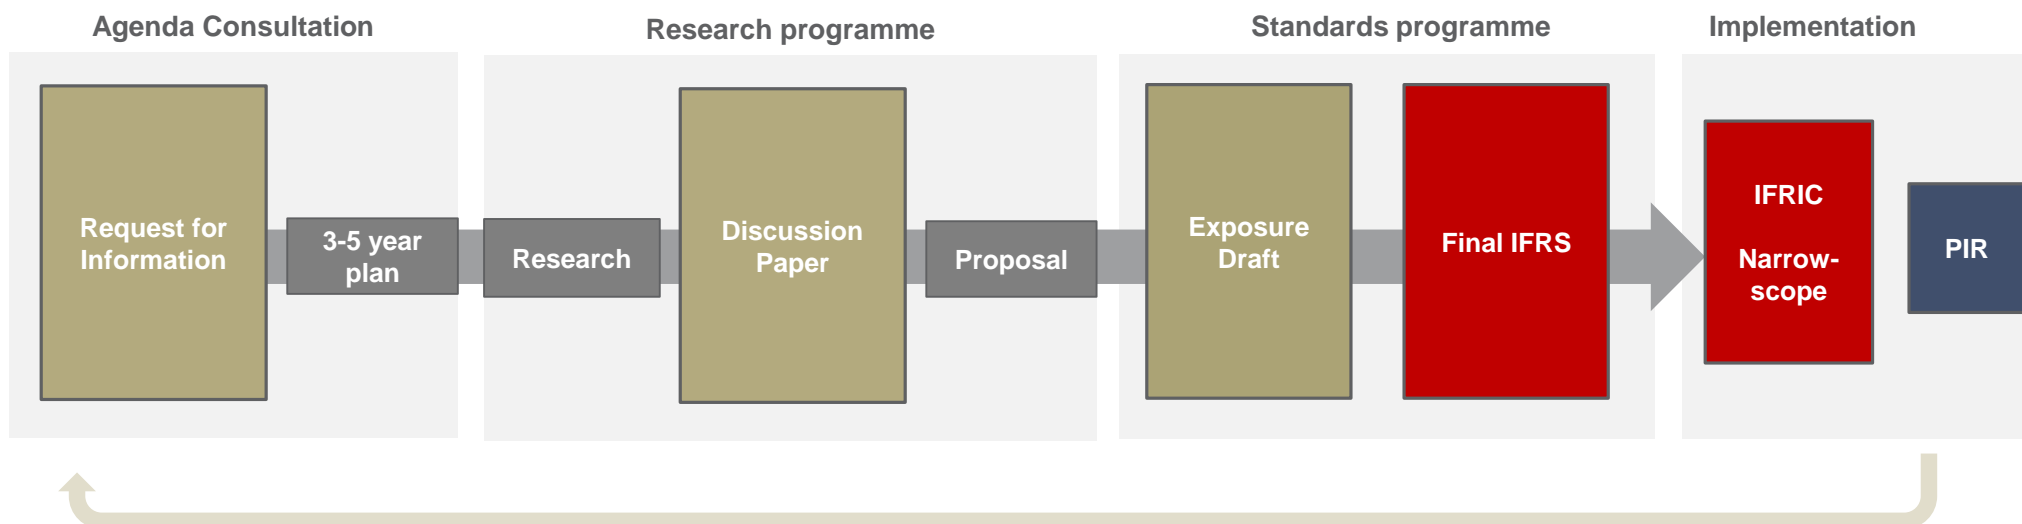 Agenda Consultation
Research programme
Standards programme
Implementation
Request for
Information
3-5 year
plan
Research
Discussion
Paper
Proposal
Exposure
Draft
Final IFRS
IFRIC
Narrow-
scope
PIR